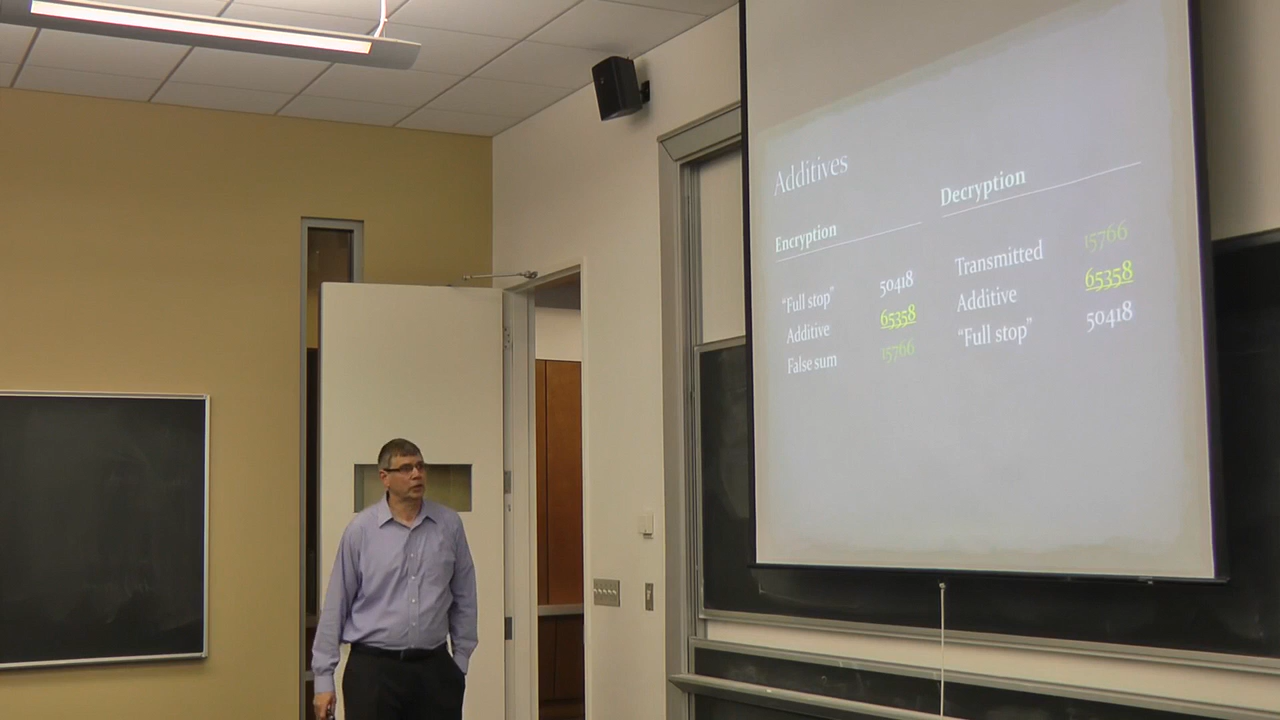 Additives
Encryption
"Full stop" 50418
Additive 65358
False sum 15766
Decryption
Transmitted 15766
Additive 65358
"Full stop" 50418